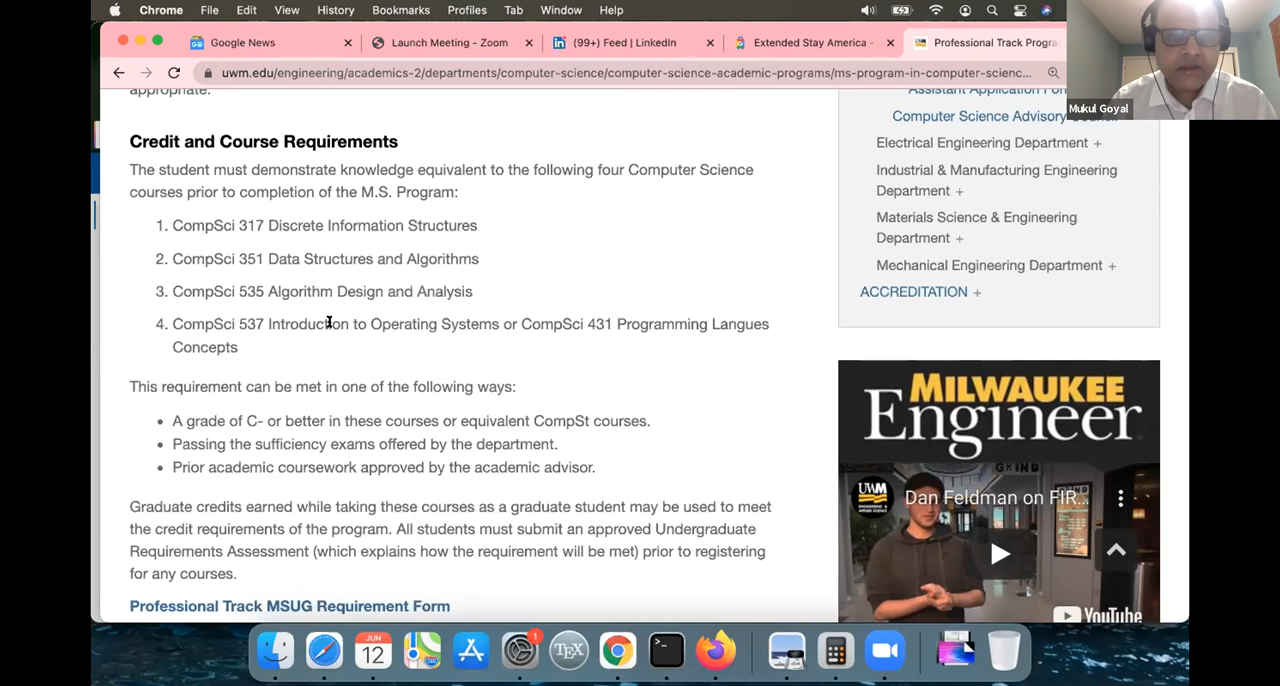 Chrome File Edit View History Bookmarks Profiles Tab Window Help
Google News
Launch Meeting - Zoom
(99+) Feed | LinkedIn
Extended Stay America -
Professional Track Progra
uwm.edu/engineering/academics-2/departments/computer-science/computer-science-academic-programs/ms-program-in-computer-scienc...
Mukul Goyal
appropriate.
Credit and Course Requirements
The student must demonstrate knowledge equivalent to the following four Computer Science
courses prior to completion of the M.S. Program:
1. CompSci 317 Discrete Information Structures
2. CompSci 351 Data Structures and Algorithms
3. CompSci 535 Algorithm Design and Analysis
4. CompSci 537 Introduction to Operating Systems or CompSci 431 Programming Langues
Concepts
This requirement can be met in one of the following ways:
• A grade of C- or better in these courses or equivalent CompSt courses.
• Passing the sufficiency exams offered by the department.
• Prior academic coursework approved by the academic advisor.
Graduate credits earned while taking these courses as a graduate student may be used to meet
the credit requirements of the program. All students must submit an approved Undergraduate
Requirements Assessment (which explains how the requirement will be met) prior to registering
for any courses.
Professional Track MSUG Requirement Form
Assistant Application For
Computer Science Advisory Council
Electrical Engineering Department +
Industrial & Manufacturing Engineering
Department +
Materials Science & Engineering
Department +
Mechanical Engineering Department +
ACCREDITATION +
MILWAUKEE
Engineer
GRIND
UWM
Dan Feldman on FIR...
YouTube
JUN
12
1
TEX